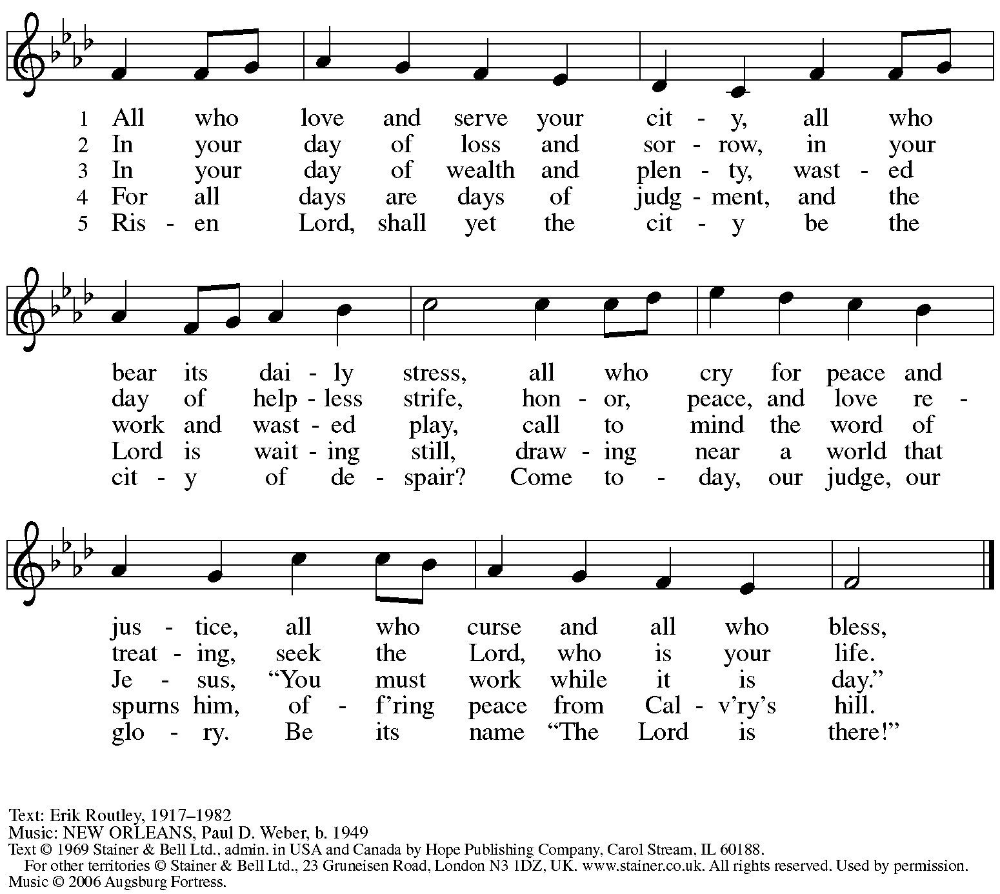 1 All who love and serve your cit - y, all who
2 In your day of loss and sor - row, in your
3 In your day of wealth and plen - ty, wast - ed
4 For all days are days of judg - ment, and the
5 Ris - en Lord, shall yet the cit - y be the
bear its dai - ly stress, all who cry for peace and
day of help - less strife, hon - or, peace, and love re -
work and wast - ed play, call to mind the word of
Lord is wait - ing still, draw - ing near a world that
cit - y of de - spair? Come to - day, our judge, our
jus - tice, all who curse and all who bless,
treat - ing, seek the Lord, who is your life.
Je - sus, “You must work while it is day.”
spurns him, of - f’ring peace from Cal - v’ry’s hill.
glo - ry. Be its name “The Lord is there!”
Text: Erik Routley, 1917–1982
Music: NEW ORLEANS, Paul D. Weber, b. 1949
Text © 1969 Stainer & Bell Ltd., admin. in USA and Canada by Hope Publishing Company, Carol Stream, IL 60188.
For other territories © Stainer & Bell Ltd., 23 Gruneisen Road, London N3 1DZ, UK. www.stainer.co.uk. All rights reserved. Used by permission.
Music © 2006 Augsburg Fortress.